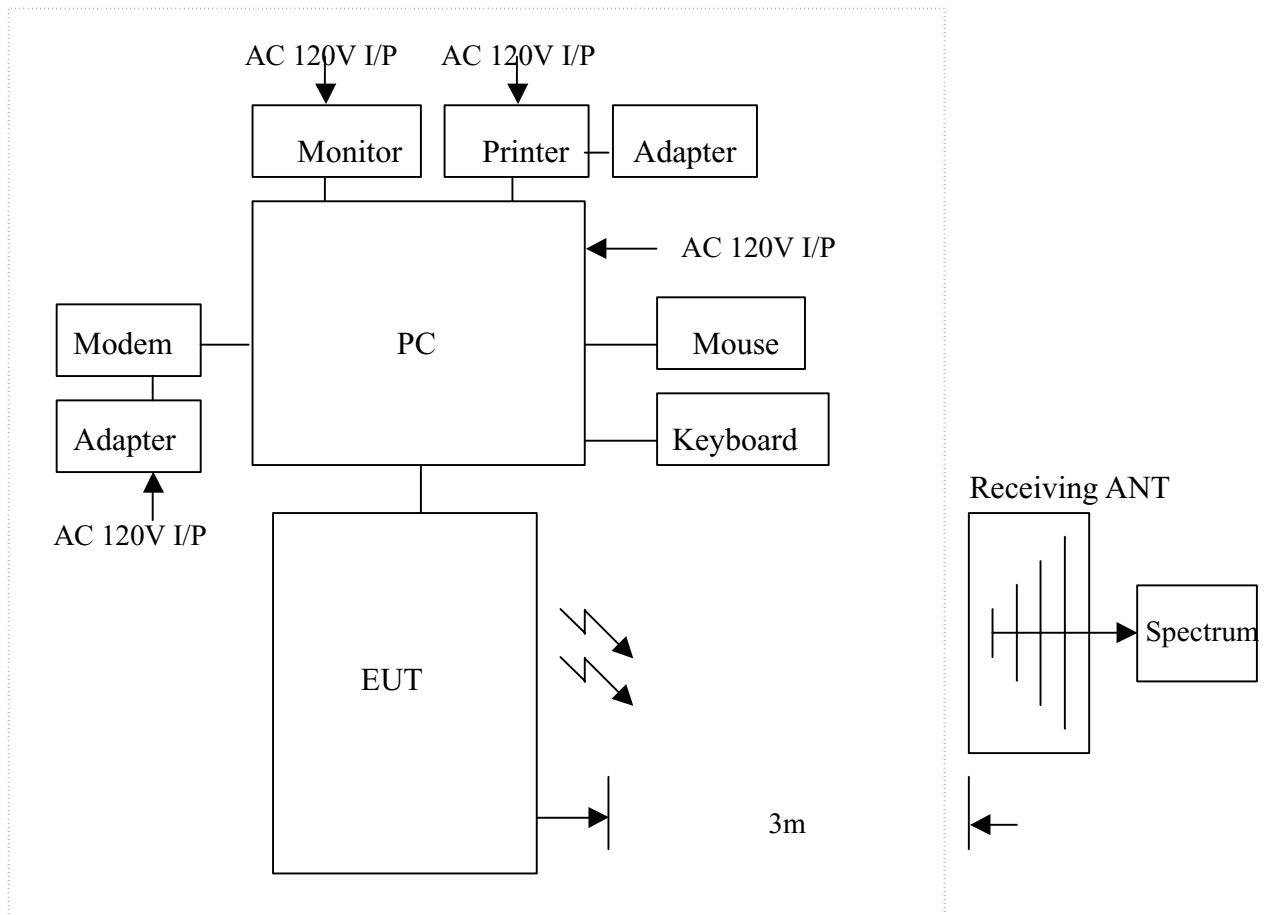 AC 120V I/P
AC 120V I/P
Monitor
Printer
Adapter
AC 120V I/P
Modem
PC
Mouse
Adapter
Keyboard
AC 120V I/P
Receiving ANT
Spectrum
EUT
3m